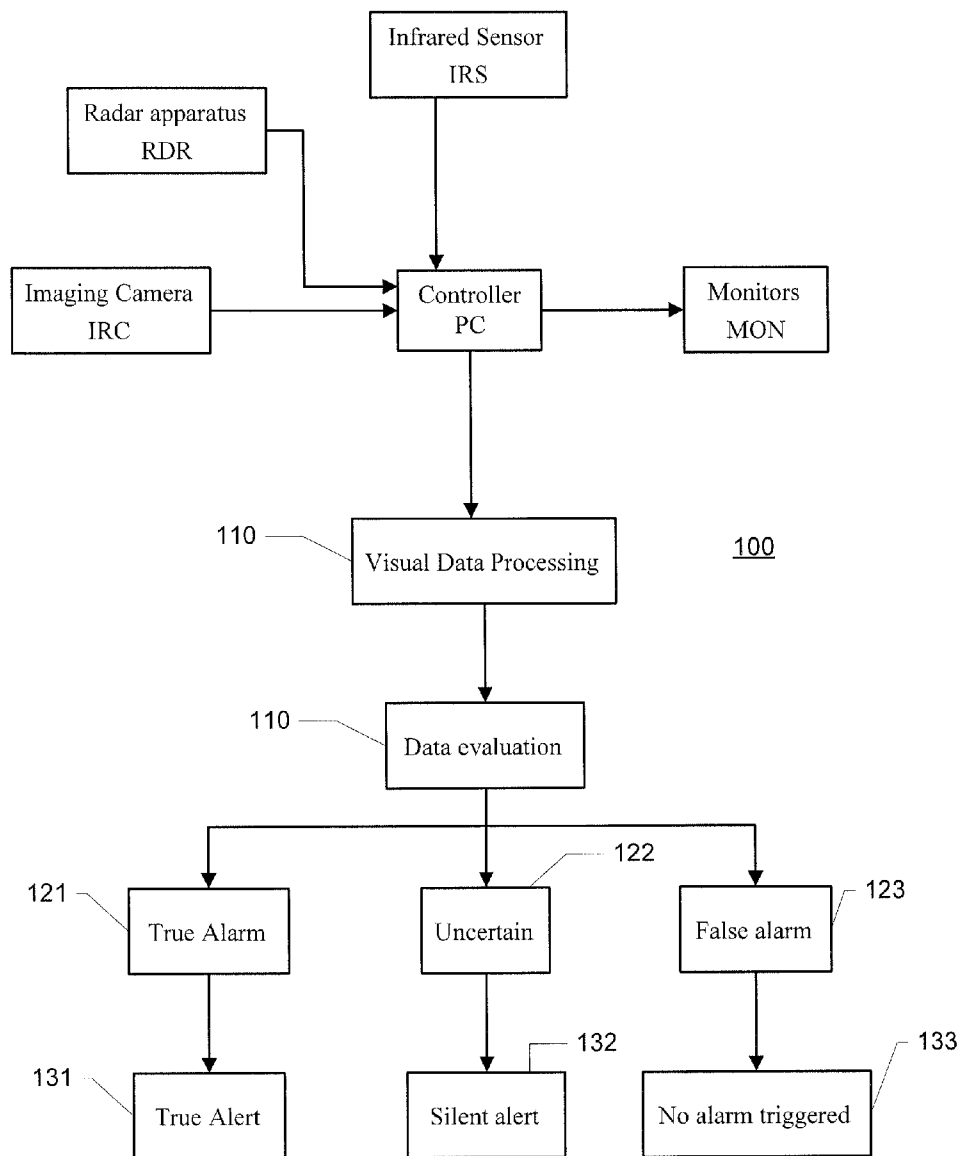 Infrared Sensor
IRS
Radar apparatus
RDR
Imaging Camera
IRC
Controller
PC
Monitors
MON
110
Visual Data Processing
100
110
Data evaluation
121
True Alarm
122
Uncertain
123
False alarm
131
True Alert
132
Silent alert
133
No alarm triggered